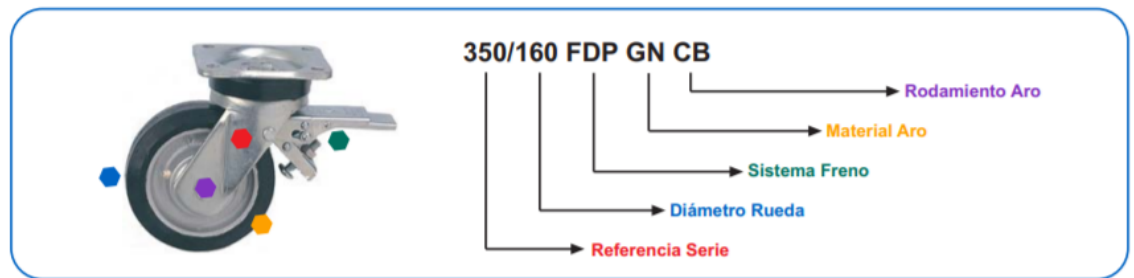 350/160 FDP GN CB
Rodamiento Aro
Material Aro
Sistema Freno
Diámetro Rueda
Referencia Serie